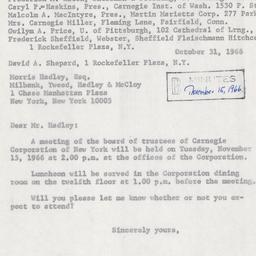 Caryl P. Haskins, Pres., Carnegie Inst. of Wash. 1530 P. St
Malcolm A. MacIntyre, Pres., Martin Marietta Corp. 277 Park
Mrs. Carnegie Miller, Fleming Lane, Fairfield, Conn.
Gwilym A. Price, U. of Pittsburgh, 102 Cathedral of Lrng.,
Frederick Sheffield, Webster, Sheffield Fleischmann Hitchco
1 Rockefeller Plaza, N.Y.
October 31, 1966
David A. Shepard, 1 Rockefeller Plaza, N.Y.
MINUTES
November 15, 1966
Morris Hadley, Esq.
Milbank, Tweed, Hadley & McCloy
1 Chase Manhattan Plaza
New York, New York 10005
Dear Mr. Hadley:
A meeting of the board of trustees of Carnegie
Corporation of New York will be held on Tuesday, November
15, 1966 at 2.00 p.m. at the offices of the Corporation.
Luncheon will be served in the Corporation dining
room on the twelfth floor at 1.00 p.m. before the meeting.
Will you please let me know whether or not you ex-
pect to attend?
Sincerely yours,